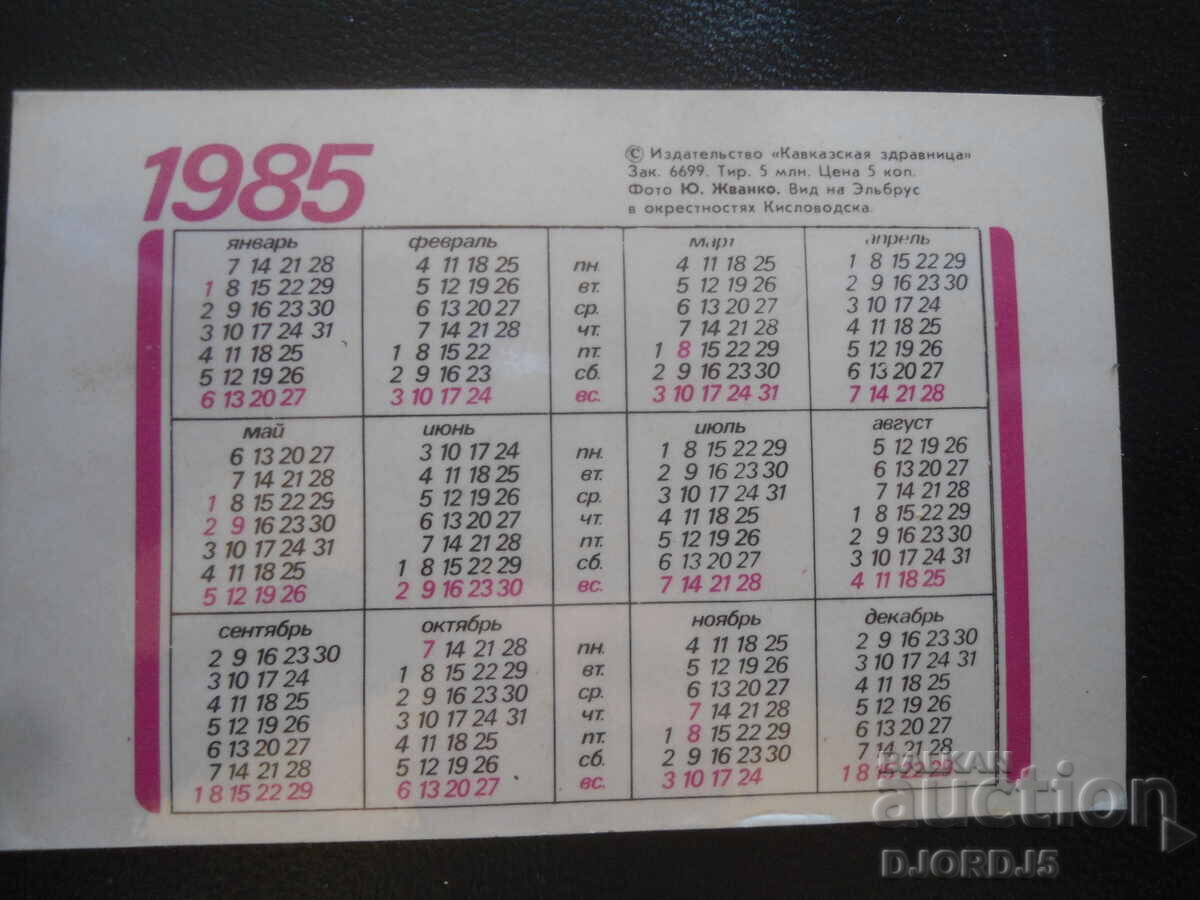 1985
© Издательство «Кавказская здравница»
Зак. 6699. Тир. 5 млн. Цена 5 коп.
Фото Ю. Жванко. Вид на Эльбрус
в окрестностях Кисловодска.
январь февраль март апрель
7 14 21 28 4 11 18 25 пн. 4 11 18 25 1 8 15 22 29
1 8 15 22 29 5 12 19 26 вт. 5 12 19 26 2 9 16 23 30
2 9 16 23 30 6 13 20 27 ср. 6 13 20 27 3 10 17 24
3 10 17 24 31 7 14 21 28 чт. 7 14 21 28 4 11 18 25
4 11 18 25 1 8 15 22 пт. 1 8 15 22 29 5 12 19 26
5 12 19 26 2 9 16 23 сб. 2 9 16 23 30 6 13 20 27
6 13 20 27 3 10 17 24 вс. 3 10 17 24 31 7 14 21 28
май июнь июль август
6 13 20 27 3 10 17 24 пн. 1 8 15 22 29 5 12 19 26
7 14 21 28 4 11 18 25 вт. 2 9 16 23 30 6 13 20 27
1 8 15 22 29 5 12 19 26 ср. 3 10 17 24 31 7 14 21 28
2 9 16 23 30 6 13 20 27 чт. 4 11 18 25 1 8 15 22 29
3 10 17 24 31 7 14 21 28 пт. 5 12 19 26 2 9 16 23 30
4 11 18 25 1 8 15 22 29 сб. 6 13 20 27 3 10 17 24 31
5 12 19 26 2 9 16 23 30 вс. 7 14 21 28 4 11 18 25
сентябрь октябрь ноябрь декабрь
2 9 16 23 30 7 14 21 28 пн. 4 11 18 25 2 9 16 23 30
3 10 17 24 1 8 15 22 29 вт. 5 12 19 26 3 10 17 24 31
4 11 18 25 2 9 16 23 30 ср. 6 13 20 27 4 11 18 25
5 12 19 26 3 10 17 24 31 чт. 7 14 21 28 5 12 19 26
6 13 20 27 4 11 18 25 пт. 1 8 15 22 29 6 13 20 27
7 14 21 28 5 12 19 26 сб. 2 9 16 23 30 7 14 21 28
1 8 15 22 29 6 13 20 27 вс. 3 10 17 24 1 8 15 22 29
BALKAN
auction
DJORDJ5